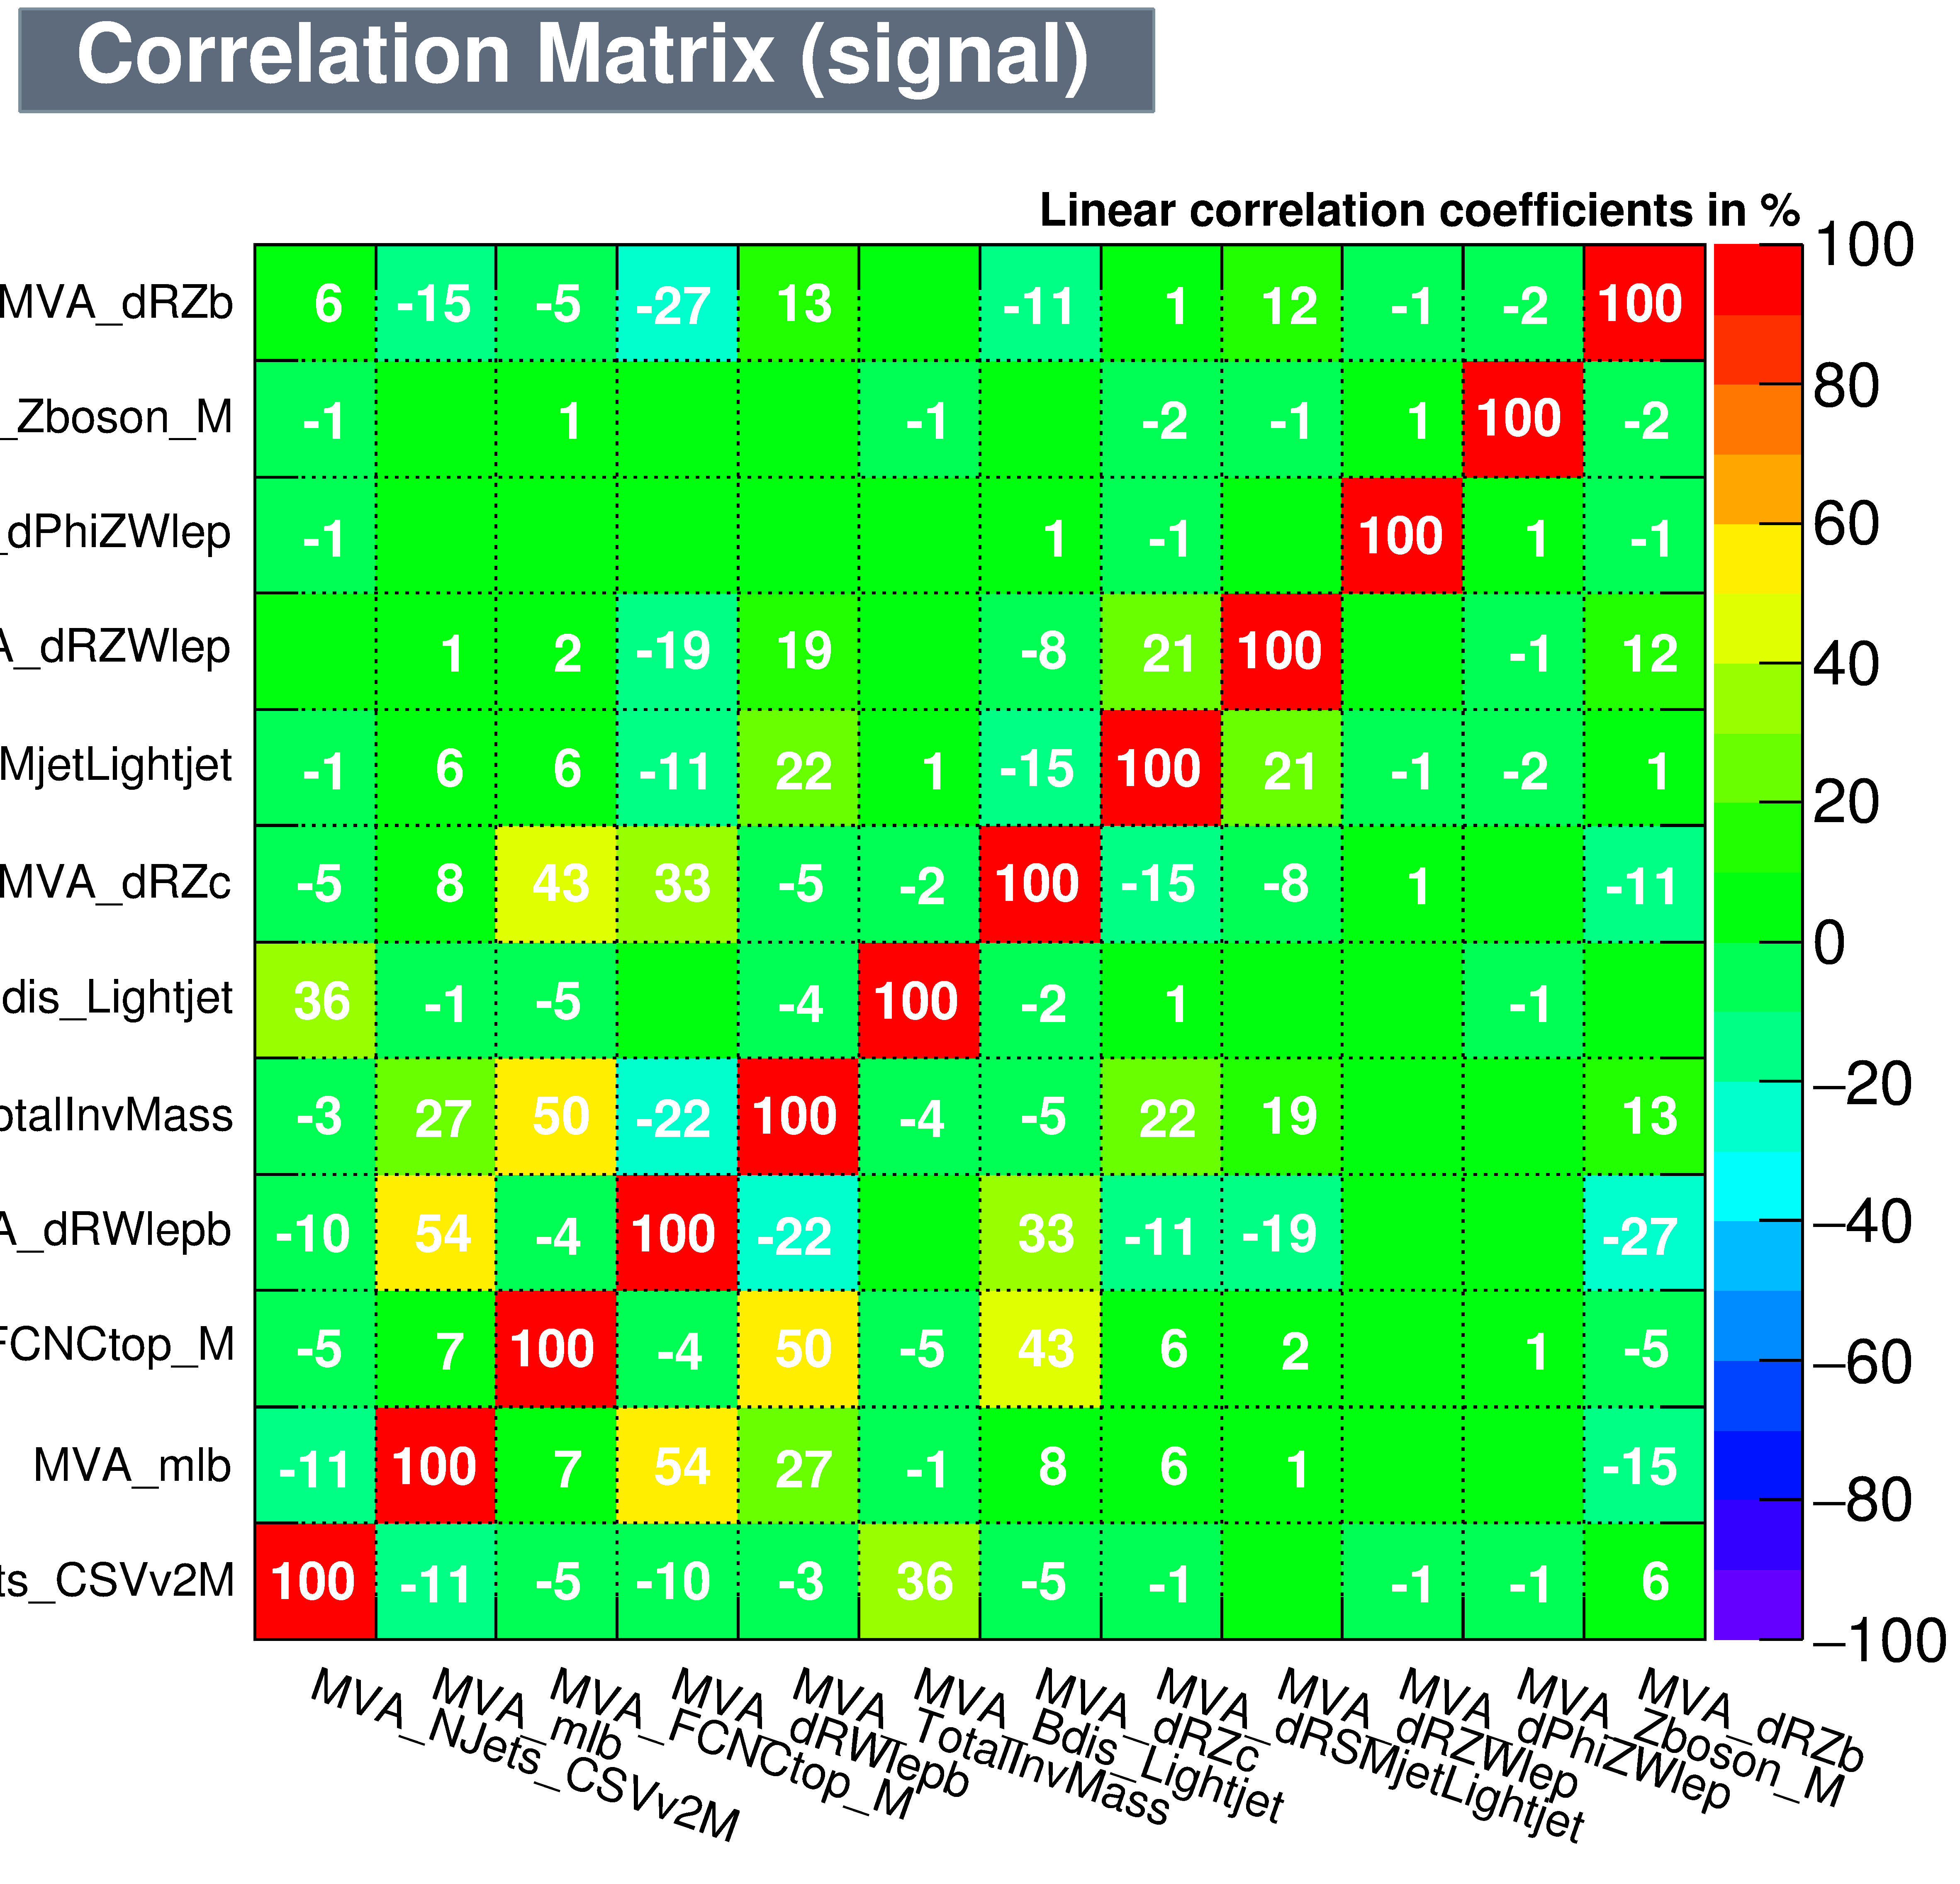 Correlation Matrix (signal)
Linear correlation coefficients in %
MVA_dRZb 6 -15 -5 -27 13 -11 1 12 -1 -2 100
_Zboson_M -1 1 -1 -2 -1 1 100 -2
_dPhiZWlep -1 1 -1 100 1 -1
A_dRZWlep 1 2 -19 19 -8 21 100 -1 12
MjetLightjet -1 6 6 -11 22 1 -15 100 21 -1 -2 1
MVA_dRZc -5 8 43 33 -5 -2 100 -15 -8 1 -11
dis_Lightjet 36 -1 -5 -4 100 -2 1 -1
otalInvMass -3 27 50 -22 100 -4 -5 22 19 13
A_dRWlepb -10 54 -4 100 -22 33 -11 -19 -27
FCNCtop_M -5 7 100 -4 50 -5 43 6 2 1 -5
MVA_mlb -11 100 7 54 27 -1 8 6 1 -15
ts_CSVv2M 100 -11 -5 -10 -3 36 -5 -1 -1 -1 6
100
80
60
40
20
0
−20
−40
−60
−80
−100
MVA_NJets_CSVv2M
MVA_mlb
MVA_FCNCtop_M
MVA_dRWlepb
MVA_TotalInvMass
MVA_Bdis_Lightjet
MVA_dRZc
MVA_dRSMjetLightjet
MVA_dRZWlep
MVA_dPhiZWlep
MVA_Zboson_M
MVA_dRZb